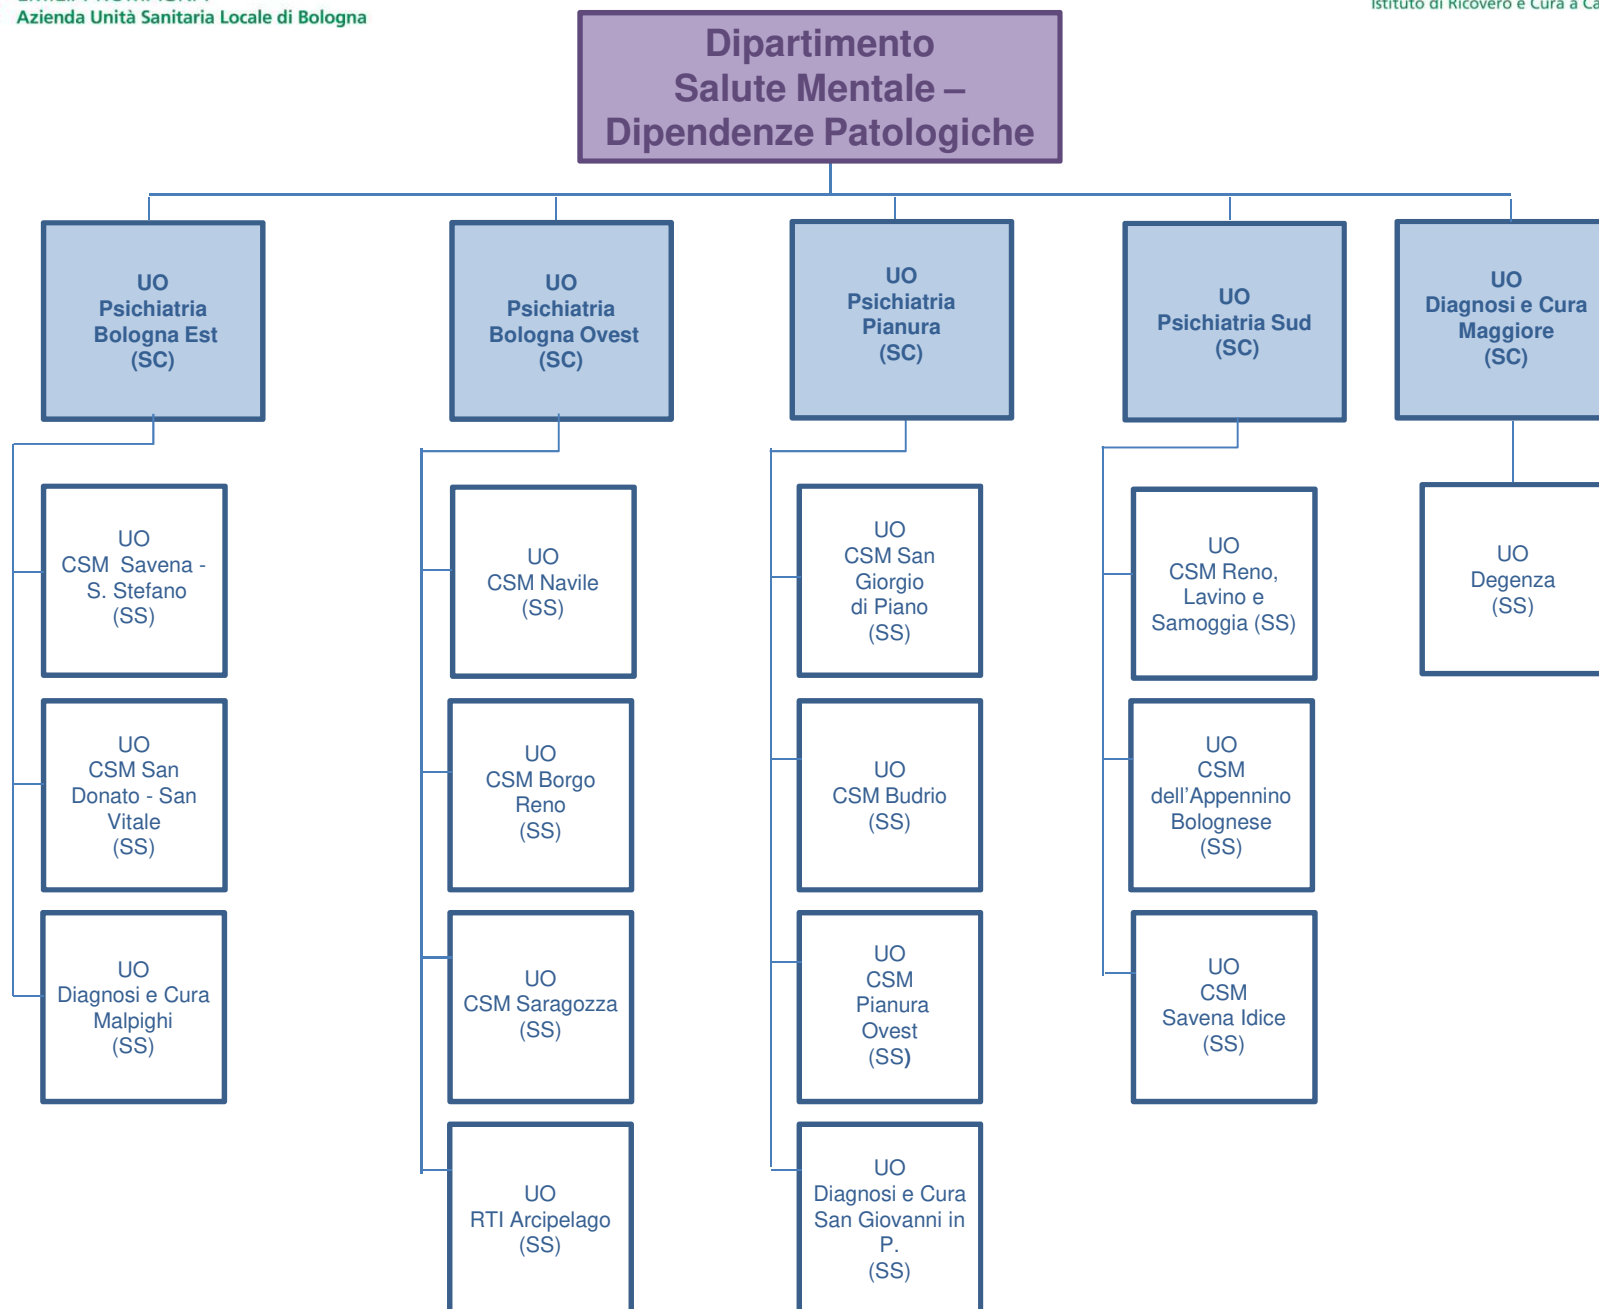 Azienda Unità Sanitaria Locale di Bologna
Istituto di Ricovero e Cura a
Dipartimento
Salute Mentale –
Dipendenze Patologiche
UO
Psichiatria
Bologna Est
(SC)
UO
Psichiatria
Bologna Ovest
(SC)
UO
Psichiatria
Pianura
(SC)
UO
Psichiatria Sud
(SC)
UO
Diagnosi e Cura
Maggiore
(SC)
UO
CSM Savena -
S. Stefano
(SS)
UO
CSM Navile
(SS)
UO
CSM San
Giorgio
di Piano
(SS)
UO
CSM Reno,
Lavino e
Samoggia (SS)
UO
Degenza
(SS)
UO
CSM San
Donato - San
Vitale
(SS)
UO
CSM Borgo
Reno
(SS)
UO
CSM Budrio
(SS)
UO
CSM
dell’Appennino
Bolognese
(SS)
UO
Diagnosi e Cura
Malpighi
(SS)
UO
CSM Saragozza
(SS)
UO
CSM
Pianura
Ovest
(SS)
UO
CSM
Savena Idice
(SS)
UO
RTI Arcipelago
(SS)
UO
Diagnosi e Cura
San Giovanni in
P.
(SS)